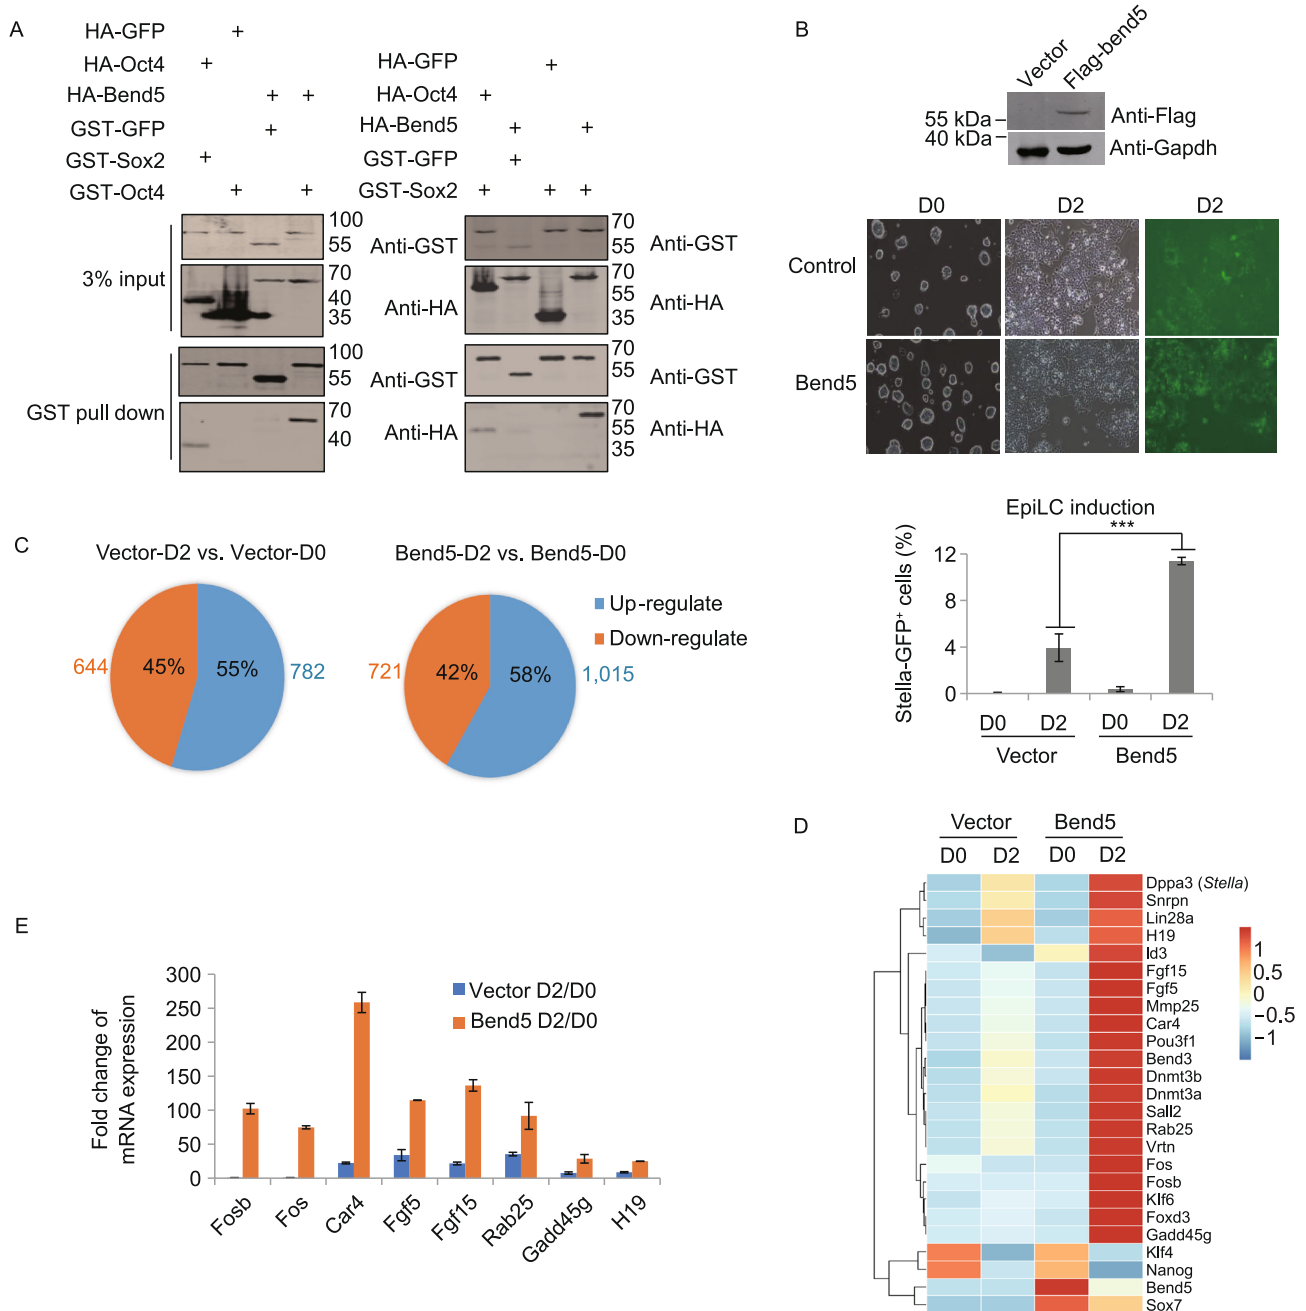 A
HA-GFP +
HA-Oct4 +
HA-Bend5 + +
GST-GFP +
GST-Sox2 +
GST-Oct4 + +
HA-GFP +
HA-Oct4 +
HA-Bend5 + +
GST-GFP +
GST-Sox2 + + +
3% input
100
55
Anti-GST
70
40
35
Anti-HA
GST pull down
100
55
Anti-GST
70
40
Anti-HA
70
55
Anti-GST
70
55
35
Anti-HA
70
55
Anti-GST
70
55
35
Anti-HA
B
Vector
Flag-bend5
55 kDa
Anti-Flag
40 kDa
Anti-Gapdh
D0 D2 D2
Control
Bend5
EpiLC induction
***
Stella-GFP+ cells (%)
12
8
4
0
D0 D2 D0 D2
Vector Bend5
C
Vector-D2 vs. Vector-D0
644 45% 55% 782
Bend5-D2 vs. Bend5-D0
721 42% 58% 1,015
Up-regulate
Down-regulate
D
Vector Bend5
D0 D2 D0 D2
Dppa3 (Stella)
Snrpn
Lin28a
H19
Id3
Fgf15
Fgf5
Mmp25
Car4
Pou3f1
Bend3
Dnmt3b
Dnmt3a
Sall2
Rab25
Vrtn
Fos
Fosb
Klf6
Foxd3
Gadd45g
Klf4
Nanog
Bend5
Sox7
1
0.5
0
−0.5
−1
E
Fold change of
mRNA expression
300
250
200
150
100
50
0
Vector D2/D0
Bend5 D2/D0
Fosb Fos Car4 Fgf5 Fgf15 Rab25 Gadd45g H19